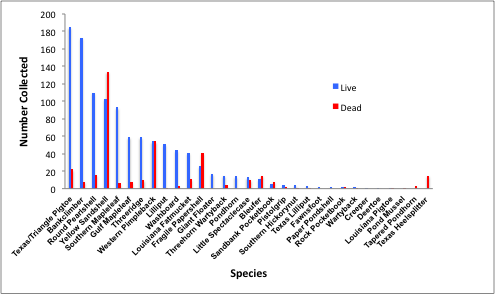 Number Collected
200
180
160
140
120
100
80
60
40
20
0
Live
Dead
Texas/Triangle Pigtoe
Bankclimber
Round Pearlshell
Yellow Sandshell
Southern Mapleleaf
Gulf Mapleleaf
Threeridge
Western Pimpleback
Lilliput
Washboard
Louisiana Fatmucket
Fragile Papershell
Giant Floater
Threehorn Wartyback
Pondhorn
Little Spectaclecase
Bleufer
Sandbank Pocketbook
Pistolgrip
Southern Hickorynut
Texas Lilliput
Fawnsfoot
Paper Pondshell
Rock Pocketbook
Wartyback
Creeper
Deertoe
Louisiana Pigtoe
Pond Mussel
Tapered Pondhorn
Texas Heelsplitter
Species